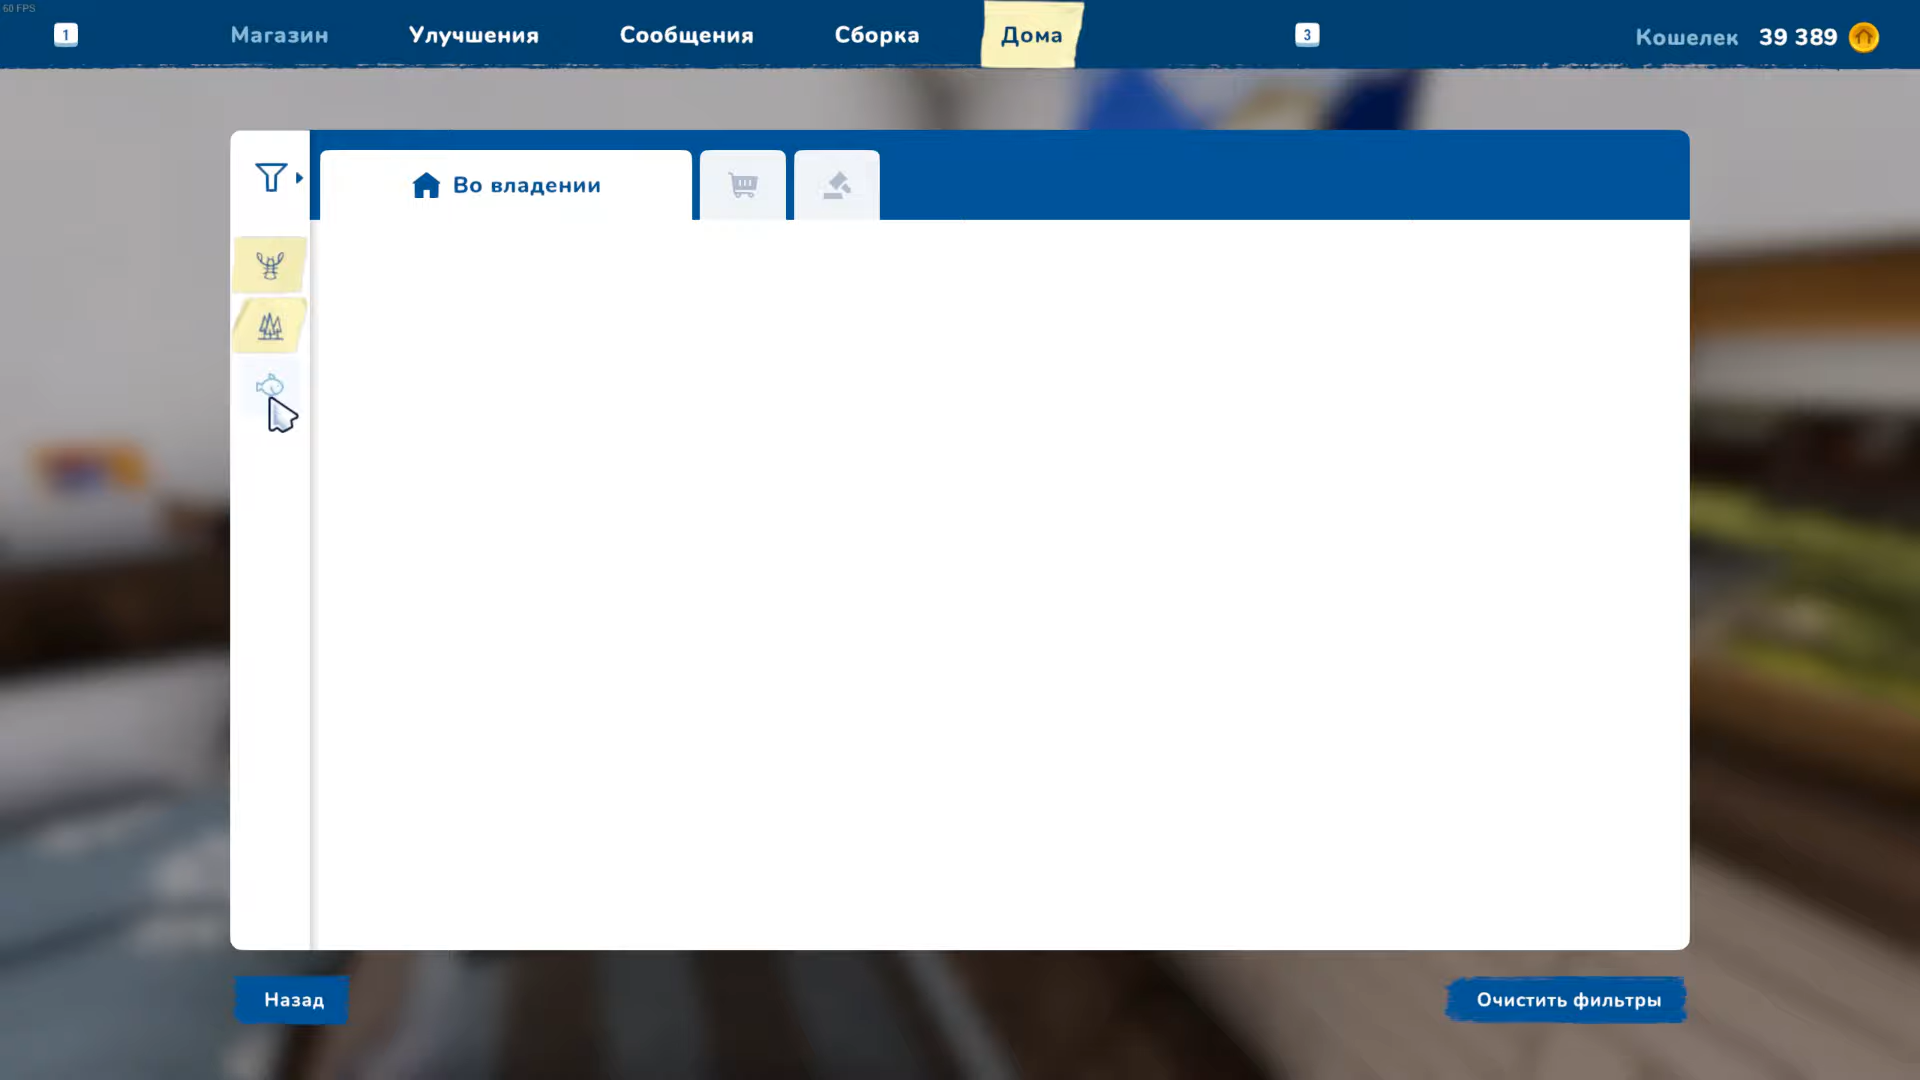 60 FPS
1
Магазин
Улучшения
Сообщения
Сборка
Дома
3
Кошелек 39 389
Во владении
Назад
Очистить фильтры